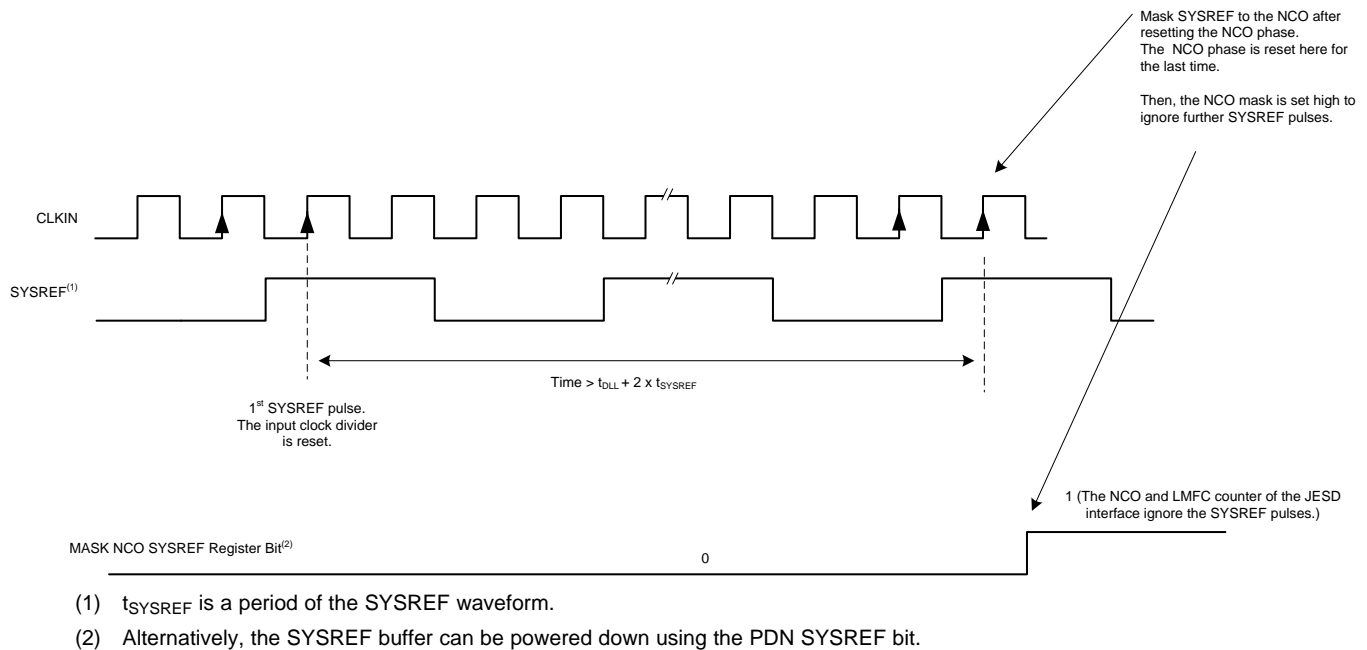 Mask SYSREF to the NCO after
resetting the NCO phase.
The NCO phase is reset here for
the last time.
Then, the NCO mask is set high to
ignore further SYSREF pulses.
CLKIN
SYSREF(1)
Time > tDLL + 2 x tSYSREF
1st SYSREF pulse.
The input clock divider
is reset.
1 (The NCO and LMFC counter of the JESD
interface ignore the SYSREF pulses.)
MASK NCO SYSREF Register Bit(2)
0
(1) tSYSREF is a period of the SYSREF waveform.
(2) Alternatively, the SYSREF buffer can be powered down using the PDN SYSREF bit.